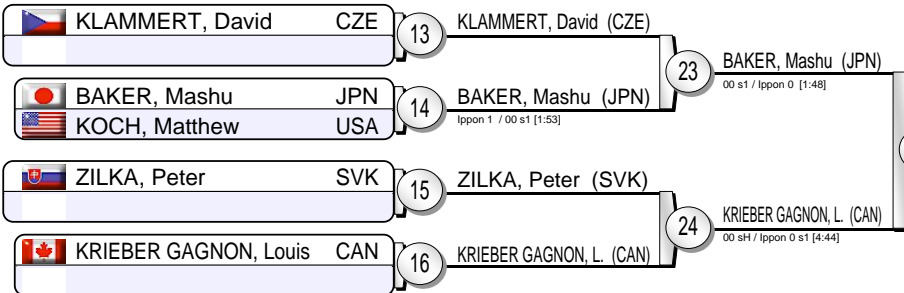 KLAMMERT, David CZE
BAKER, Mashu JPN
KOCH, Matthew USA
ZILKA, Peter SVK
KRIEBER GAGNON, Louis CAN
13
14
15
16
KLAMMERT, David (CZE)
BAKER, Mashu (JPN)
Ippon 1 / 00 s1 [1:53]
ZILKA, Peter (SVK)
KRIEBER GAGNON, L. (CAN)
23
24
BAKER, Mashu (JPN)
00 s1 / Ippon 0 [1:48]
KRIEBER GAGNON, L. (CAN)
00 sH / Ippon 0 s1 [4:44]